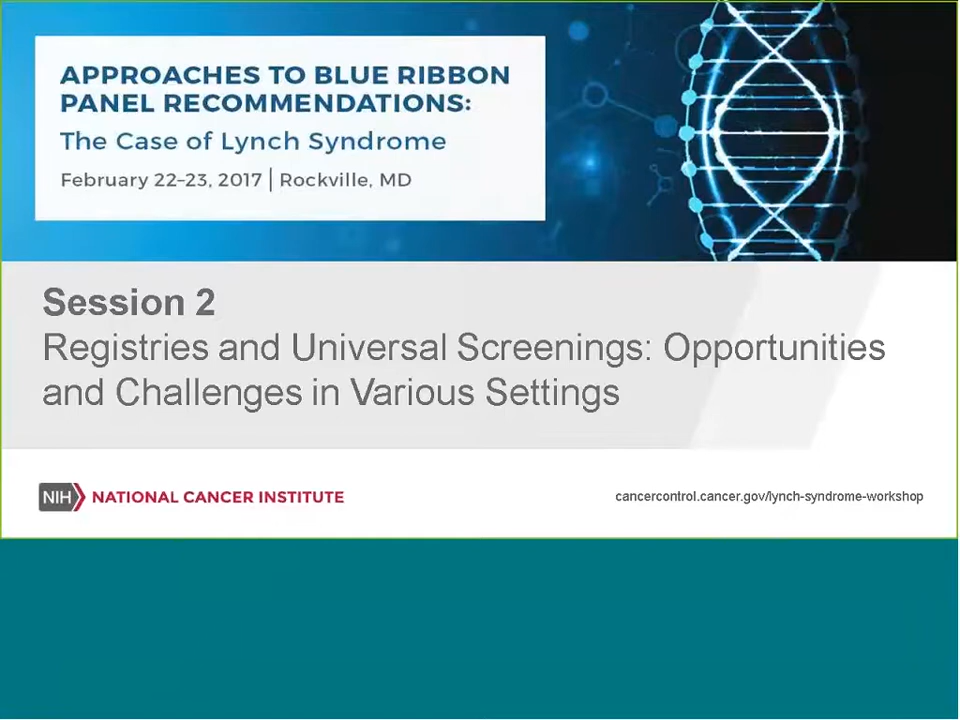 APPROACHES TO BLUE RIBBON
PANEL RECOMMENDATIONS:
The Case of Lynch Syndrome
February 22–23, 2017 | Rockville, MD
Session 2
Registries and Universal Screenings: Opportunities
and Challenges in Various Settings
NIH NATIONAL CANCER INSTITUTE
cancercontrol.cancer.gov/lynch-syndrome-workshop